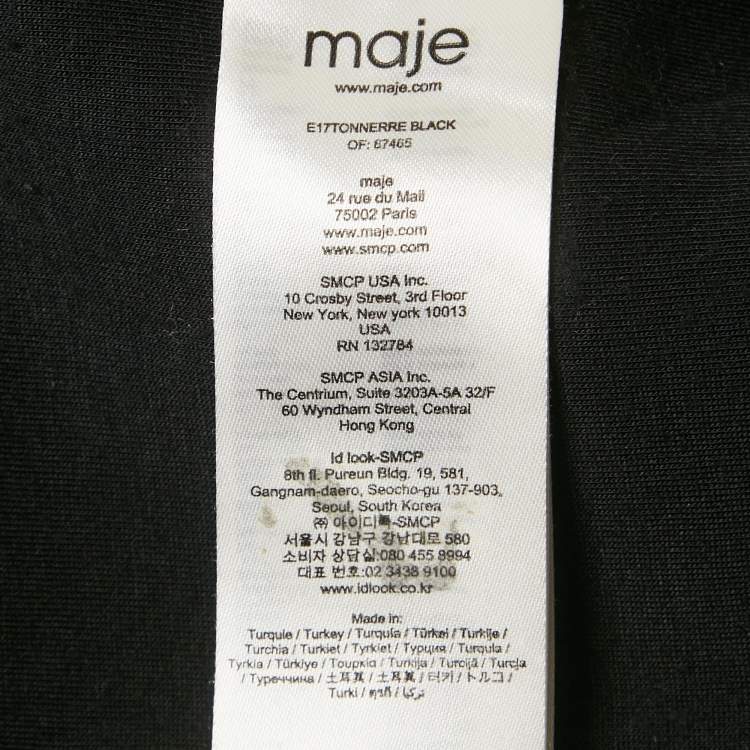 maje
www.maje.com
E17TONNERRE BLACK
OF: 67465
maje
24 rue du Mail
75002 Paris
www.maje.com
www.smcp.com
SMCP USA Inc.
10 Crosby Street, 3rd Floor
New York, New york 10013
USA
RN 132784
SMCP ASIA Inc.
The Centrium, Suite 3203A-5A 32/F
60 Wyndham Street, Central
Hong Kong
id look-SMCP
8th fl. Pureun Bldg. 19, 581,
Gangnam-daero, Seocho-gu 137-903,
Seoul, South Korea
㈜ 아이디룩-SMCP
서울시 강남구 강남대로 580
소비자 상담실:080 455 8994
대표 번호:02 3438 9100
www.idlook.co.kr
Made in:
Turquie / Turkey / Turquía / Türkei / Turkije /
Turchia / Turkiet / Tyrkiet / Турция / Turquia /
Tyrkia / Türkiye / Τουρκία / Turkija / Turcija / Turcja
/ Туреччина / 土耳其 / 土耳其 / 터키 / トルコ /
Turki / ตุรกี / تركيا